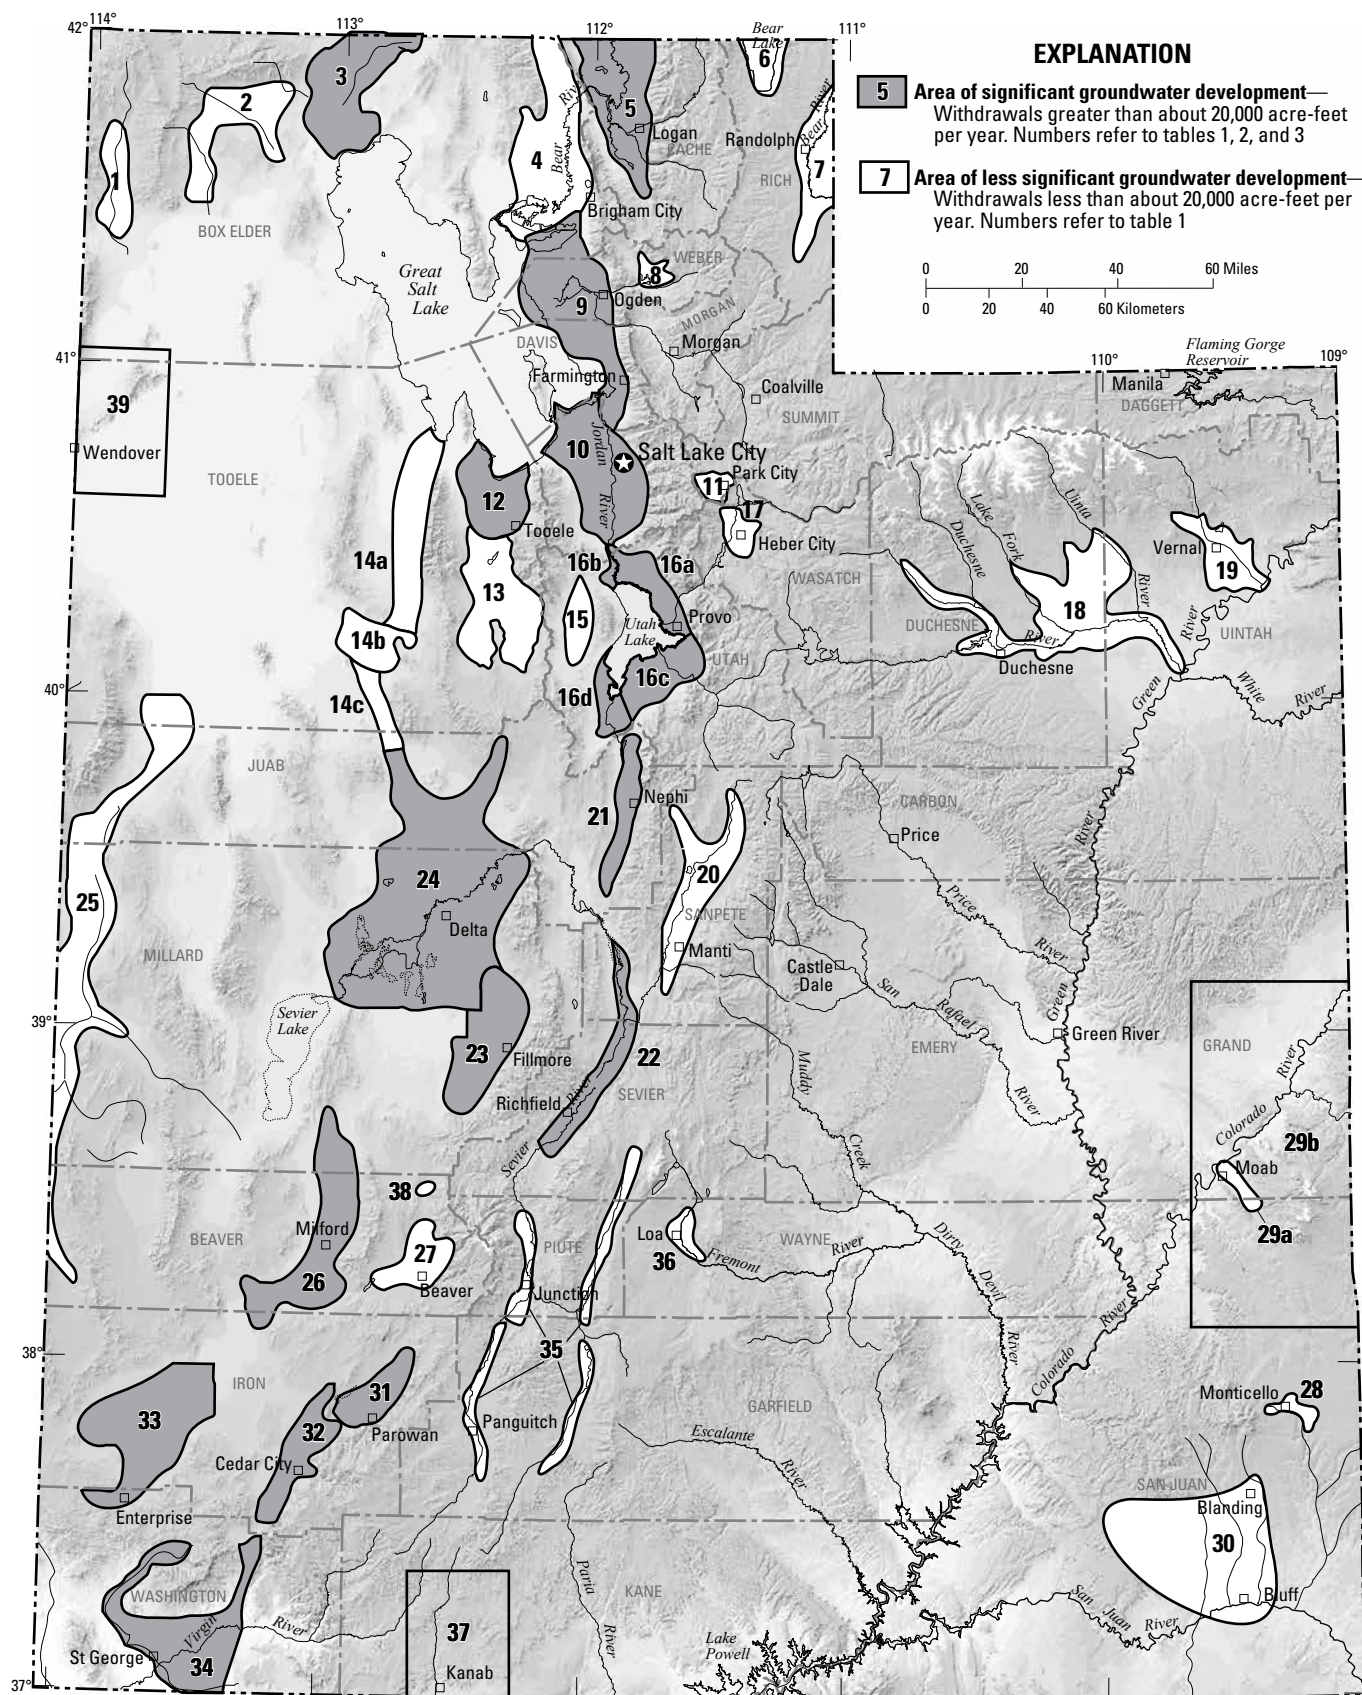 42°
114°
113°
112°
111°
Bear
Lake
EXPLANATION
5 Area of significant groundwater development—
Withdrawals greater than about 20,000 acre-feet
per year. Numbers refer to tables 1, 2, and 3
7 Area of less significant groundwater development—
Withdrawals less than about 20,000 acre-feet per
year. Numbers refer to table 1
0 20 40 60 Miles
0 20 40 60 Kilometers
3
2
1
4
5
6
7
River
Bear
Logan
CACHE
Randolph
Bear
River
RICH
Brigham City
BOX ELDER
Great
Salt
Lake
WEBER
8
9
Ogden
MORGAN
Morgan
DAVIS
Farmington
41°
39
Wendover
TOOELE
Coalville
SUMMIT
110°
Flaming Gorge
Reservoir
109°
Manila
DAGGETT
10
Jordan
River
Salt Lake City
Park City
11
12
Tooele
17
Heber City
WASATCH
Lake
Fork
Uinta
River
Duchesne
Vernal
19
14a
13
16b
16a
15
Utah
Lake
Provo
14b
18
DUCHESNE
River
Duchesne
River
UINTAH
UTAH
16c
16d
40°
14c
Green
White
River
JUAB
21
Nephi
CARBON
Price
River
20
24
25
SANPETE
Price
River
Delta
Manti
MILLARD
Castle
Dale
San
Rafael
River
Green
Sevier
Lake
39°
Green River
GRAND
23
Fillmore
22
EMERY
River
Muddy
Creek
Richfield
River
SEVIER
Colorado
29b
Sevier
Moab
38
Milford
BEAVER
27
26
Beaver
PIUTE
Loa
36
Fremont
River
WAYNE
Dirty
Devil
River
29a
Junction
River
35
38°
Colorado
IRON
31
33
32
Parowan
Panguitch
GARFIELD
Monticello
28
Cedar City
Escalante
River
SAN JUAN
Blanding
Enterprise
30
WASHINGTON
Paria
River
KANE
Bluff
San
Juan
River
Virgin
River
37
St George
34
Lake
Powell
Kanab
37°